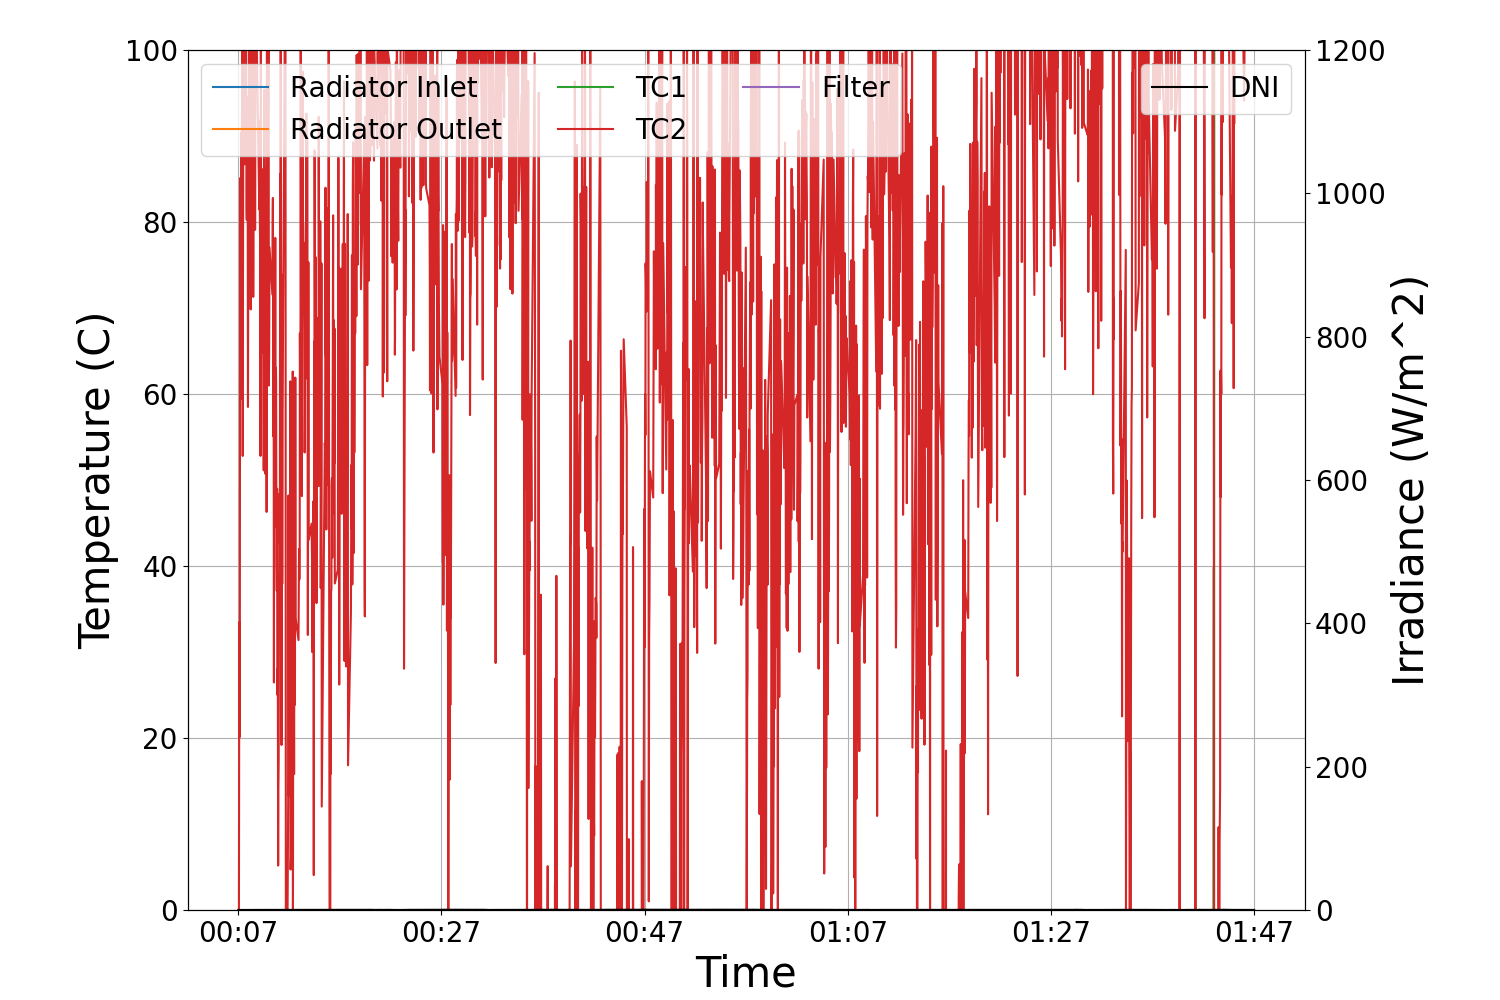 100
80
60
40
20
0
Temperature (C)
Radiator Inlet
Radiator Outlet
TC1
TC2
Filter
DNI
1200
1000
800
600
400
200
0
Irradiance (W/m^2)
00:07 00:27 00:47 01:07 01:27 01:47
Time